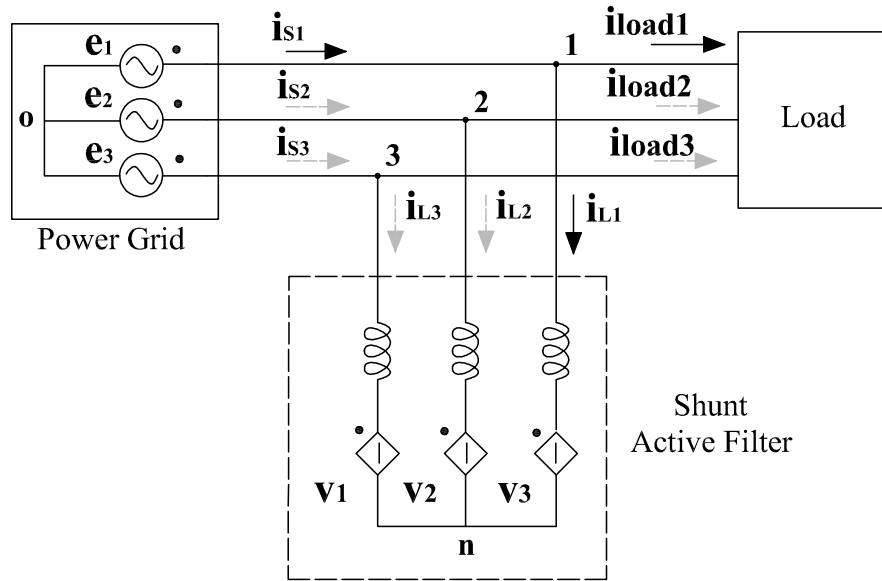 e1
iS1
1
iload1
e2
iS2
2
iload2
o
Load
e3
iS3
3
iload3
iL3
iL2
iL1
Power Grid
Shunt
Active Filter
v1
v2
v3
n